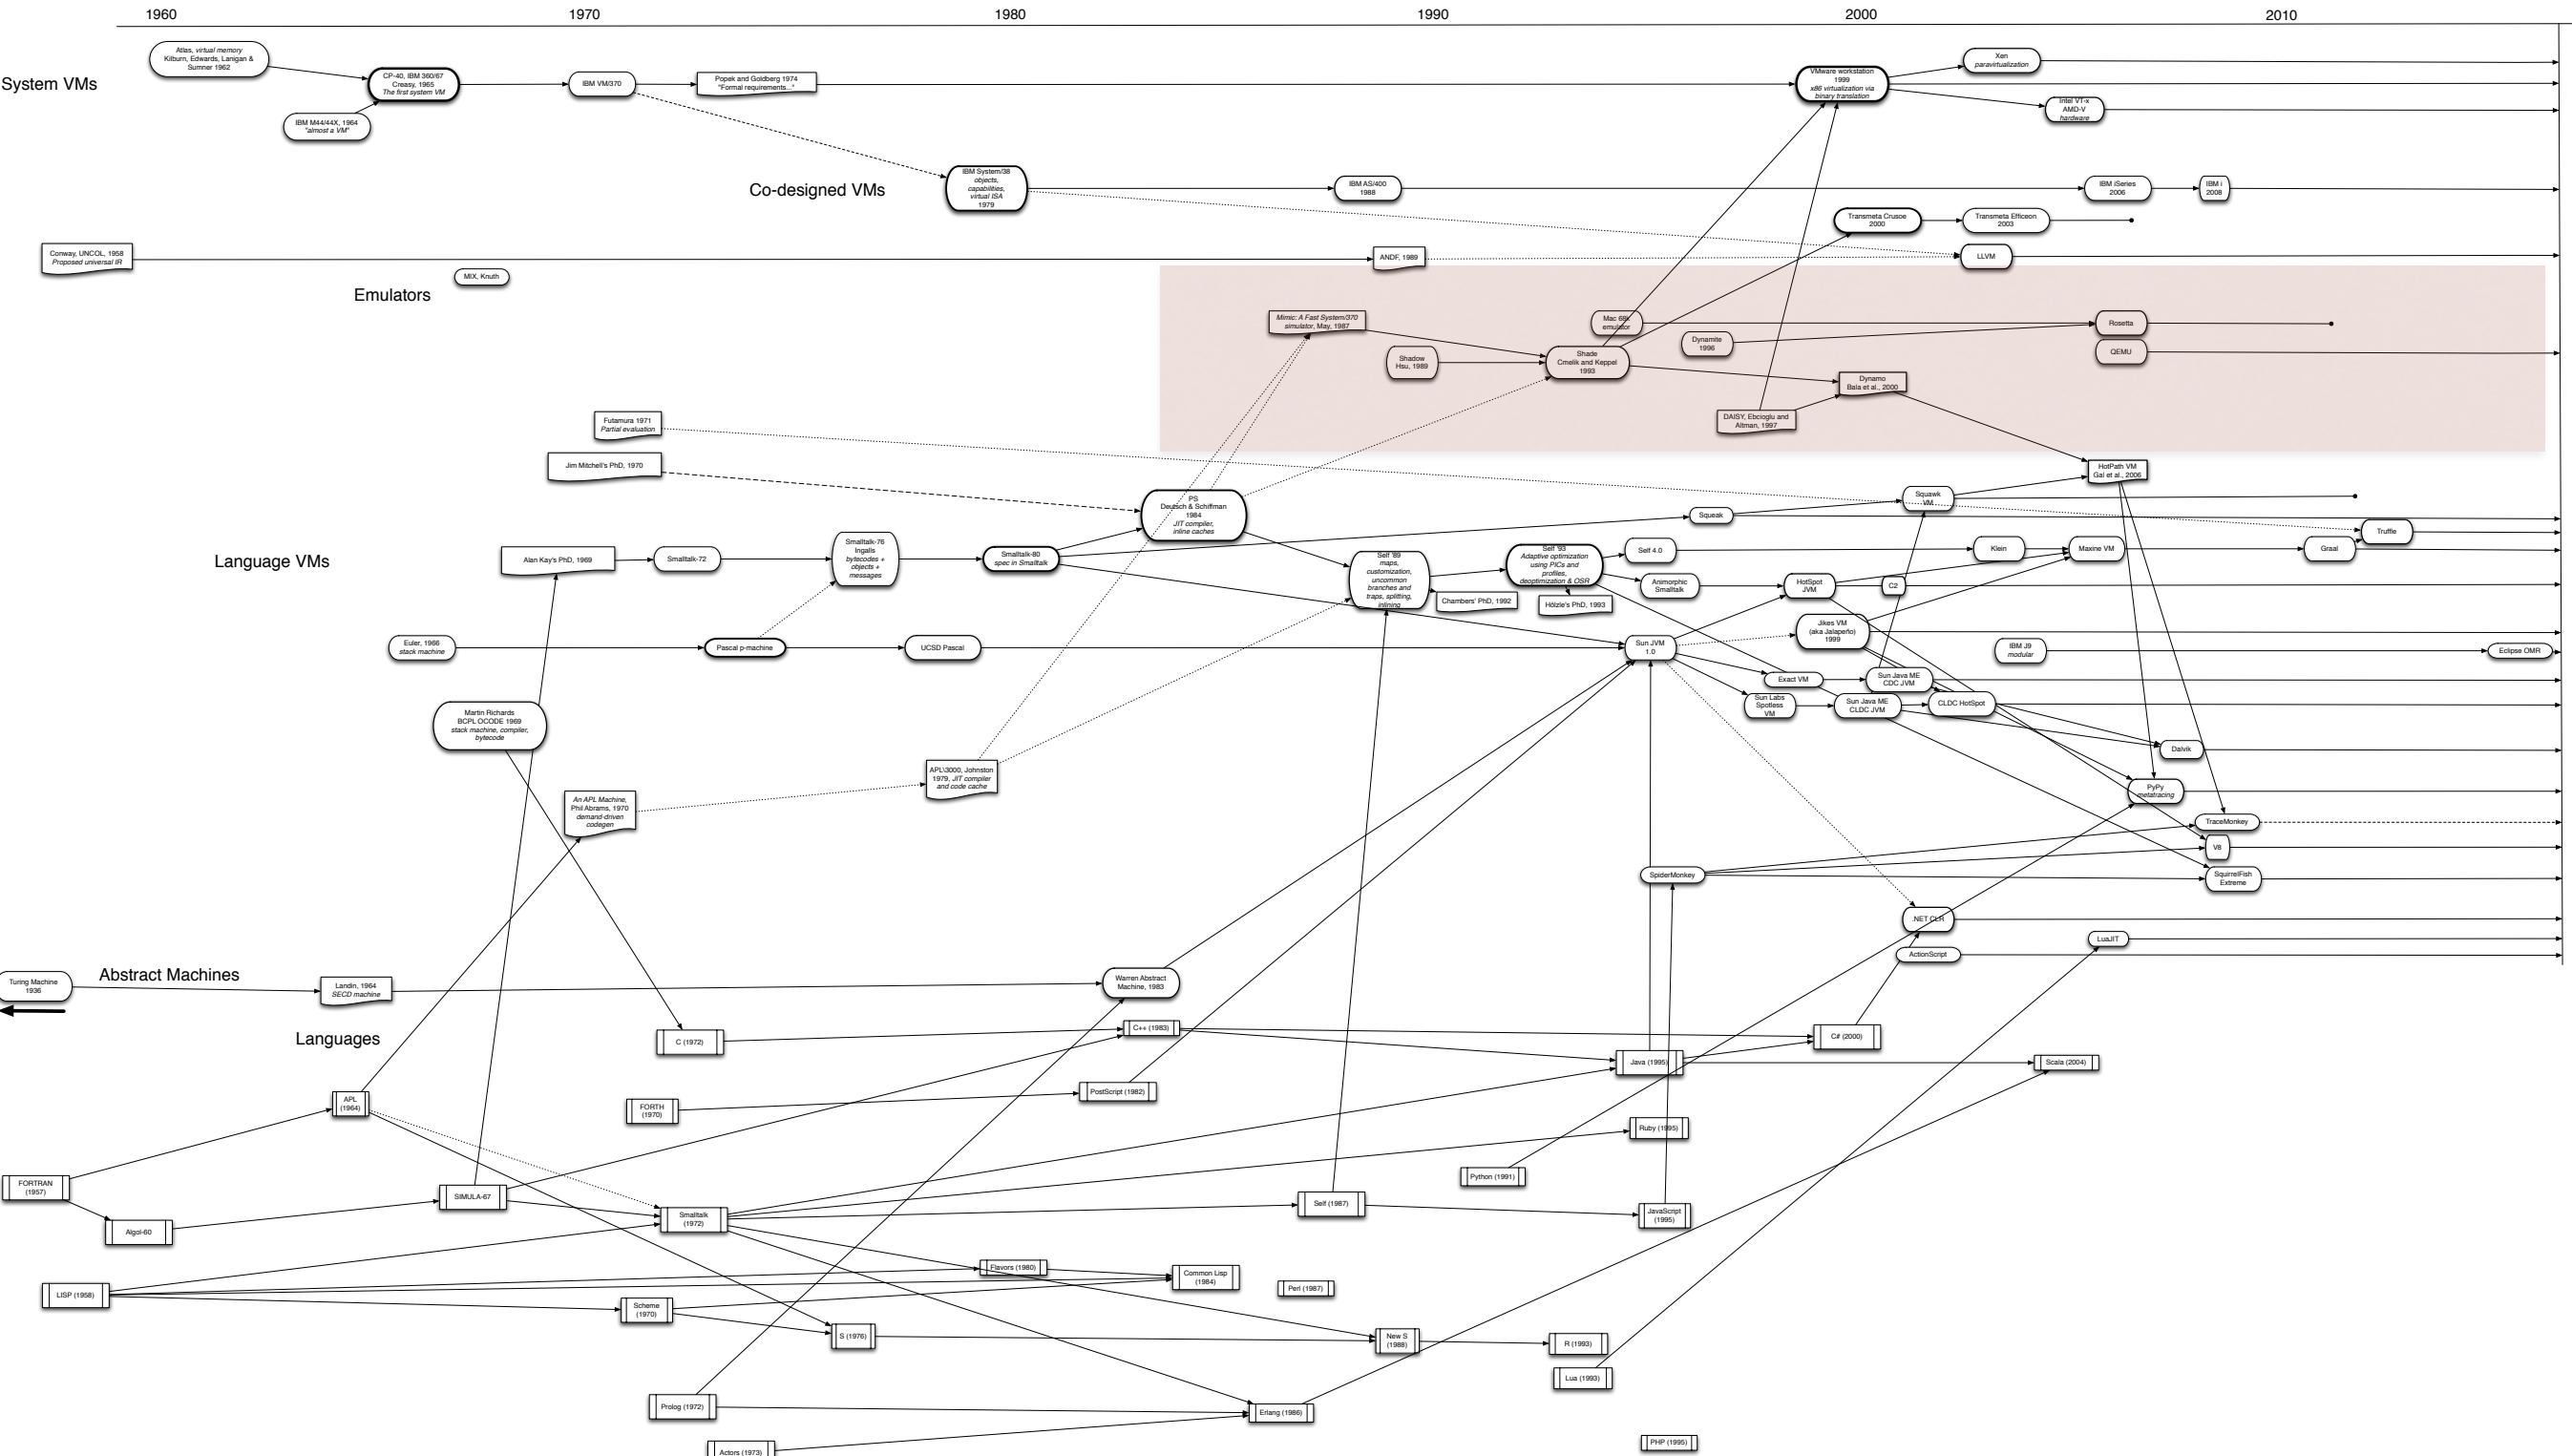 1960
1970
1980
1990
2000
2010
System VMs
Atlas, virtual memory
Kilburn, Edwards, Lanigan &
Sumner 1962
CP-40, IBM 360/67
Creasy, 1965
The first system VM
IBM M44/44X, 1964
"almost a VM"
IBM VM/370
Popek and Goldberg 1974
"Formal requirements..."
VMware workstation
1999
x86 virtualization via
binary translation
Xen
paravirtualization
Intel VT-x
AMD-V
hardware
Co-designed VMs
IBM System/38
objects,
capabilities,
virtual ISA
1979
IBM AS/400
1988
IBM iSeries
2006
IBM i
2008
Transmeta Crusoe
2000
Transmeta Efficeon
2003
Conway, UNCOL, 1958
Proposed universal IR
ANDF, 1989
LLVM
MIX, Knuth
Emulators
Mimic: A Fast System/370
simulator, May, 1987
Shadow
Hsu, 1989
Mac 68k
emulator
Shade
Cmelik and Keppel
1993
Dynamite
1996
Rosetta
QEMU
Dynamo
Bala et al., 2000
DAISY, Ebcioglu and
Altman, 1997
Futamura 1971
Partial evaluation
Jim Mitchell's PhD, 1970
HotPath VM
Gal et al., 2006
PS
Deutsch & Schiffman
1984
JIT compiler,
inline caches
Squeak
Squawk
VM
Truffle
Language VMs
Alan Kay's PhD, 1969
Smalltalk-72
Smalltalk-76
Ingalls
bytecodes +
objects +
messages
Smalltalk-80
spec in Smalltalk
Self '89
maps,
customization,
uncommon
branches and
traps, splitting,
inlining
Chambers' PhD, 1992
Self '93
Adaptive optimization
using PICs and
profiles,
deoptimization & OSR
Hölzle's PhD, 1993
Self 4.0
Animorphic
Smalltalk
HotSpot
JVM
C2
Klein
Maxine VM
Graal
Euler, 1966
stack machine
Pascal p-machine
UCSD Pascal
Sun JVM
1.0
Jikes VM
(aka Jalapeño)
1999
IBM J9
modular
Eclipse OMR
Exact VM
Sun Java ME
CDC JVM
Sun Labs
Spotless
VM
Sun Java ME
CLDC JVM
CLDC HotSpot
Martin Richards
BCPL OCODE 1969
stack machine, compiler,
bytecode
Dalvik
APL\3000, Johnston
1979, JIT compiler
and code cache
An APL Machine,
Phil Abrams, 1970
demand-driven
codegen
PyPy
metatracing
TraceMonkey
V8
SpiderMonkey
SquirrelFish
Extreme
.NET CLR
ActionScript
LuaJIT
Abstract Machines
Turing Machine
1936
Landin, 1964
SECD machine
Warren Abstract
Machine, 1983
Languages
C (1972)
C++ (1983)
C# (2000)
Java (1995)
Scala (2004)
APL
(1964)
FORTH
(1970)
PostScript (1982)
Ruby (1995)
Python (1991)
FORTRAN
(1957)
SIMULA-67
Algol-60
Smalltalk
(1972)
Self (1987)
JavaScript
(1995)
LISP (1958)
Flavors (1980)
Common Lisp
(1984)
Perl (1987)
Scheme
(1970)
S (1976)
New S
(1988)
R (1993)
Lua (1993)
Prolog (1972)
Erlang (1986)
Actors (1973)
PHP (1995)